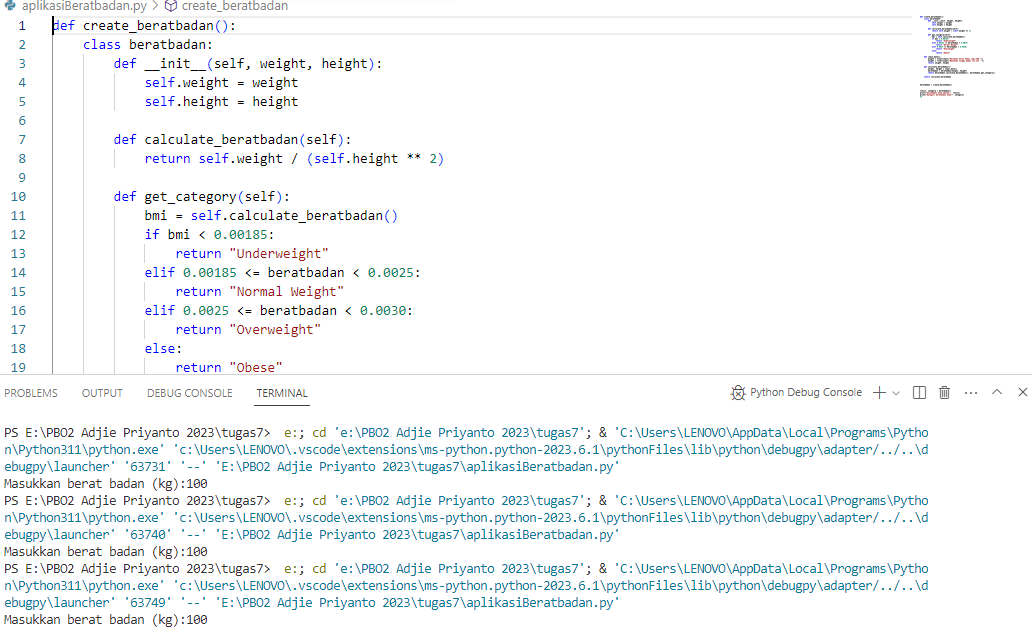 aplikasiBeratbadan.py > create_beratbadan
1 def create_beratbadan():
2 class beratbadan:
3 def __init__(self, weight, height):
4 self.weight = weight
5 self.height = height
6
7 def calculate_beratbadan(self):
8 return self.weight / (self.height ** 2)
9
10 def get_category(self):
11 bmi = self.calculate_beratbadan()
12 if bmi < 0.00185:
13 return "Underweight"
14 elif 0.00185 <= beratbadan < 0.0025:
15 return "Normal Weight"
16 elif 0.0025 <= beratbadan < 0.0030:
17 return "Overweight"
18 else:
19 return "Obese"
PROBLEMS OUTPUT DEBUG CONSOLE TERMINAL Python Debug Console
PS E:\PBO2 Adjie Priyanto 2023\tugas7> e:; cd 'e:\PBO2 Adjie Priyanto 2023\tugas7'; & 'C:\Users\LENOVO\AppData\Local\Programs\Pytho
n\Python311\python.exe' 'c:\Users\LENOVO\.vscode\extensions\ms-python.python-2023.6.1\pythonFiles\lib\python\debugpy\adapter/../..\d
ebugpy\launcher' '63731' '--' 'E:\PBO2 Adjie Priyanto 2023\tugas7\aplikasiBeratbadan.py'
Masukkan berat badan (kg):100
PS E:\PBO2 Adjie Priyanto 2023\tugas7> e:; cd 'e:\PBO2 Adjie Priyanto 2023\tugas7'; & 'C:\Users\LENOVO\AppData\Local\Programs\Pytho
n\Python311\python.exe' 'c:\Users\LENOVO\.vscode\extensions\ms-python.python-2023.6.1\pythonFiles\lib\python\debugpy\adapter/../..\d
ebugpy\launcher' '63740' '--' 'E:\PBO2 Adjie Priyanto 2023\tugas7\aplikasiBeratbadan.py'
Masukkan berat badan (kg):100
PS E:\PBO2 Adjie Priyanto 2023\tugas7> e:; cd 'e:\PBO2 Adjie Priyanto 2023\tugas7'; & 'C:\Users\LENOVO\AppData\Local\Programs\Pytho
n\Python311\python.exe' 'c:\Users\LENOVO\.vscode\extensions\ms-python.python-2023.6.1\pythonFiles\lib\python\debugpy\adapter/../..\d
ebugpy\launcher' '63749' '--' 'E:\PBO2 Adjie Priyanto 2023\tugas7\aplikasiBeratbadan.py'
Masukkan berat badan (kg):100